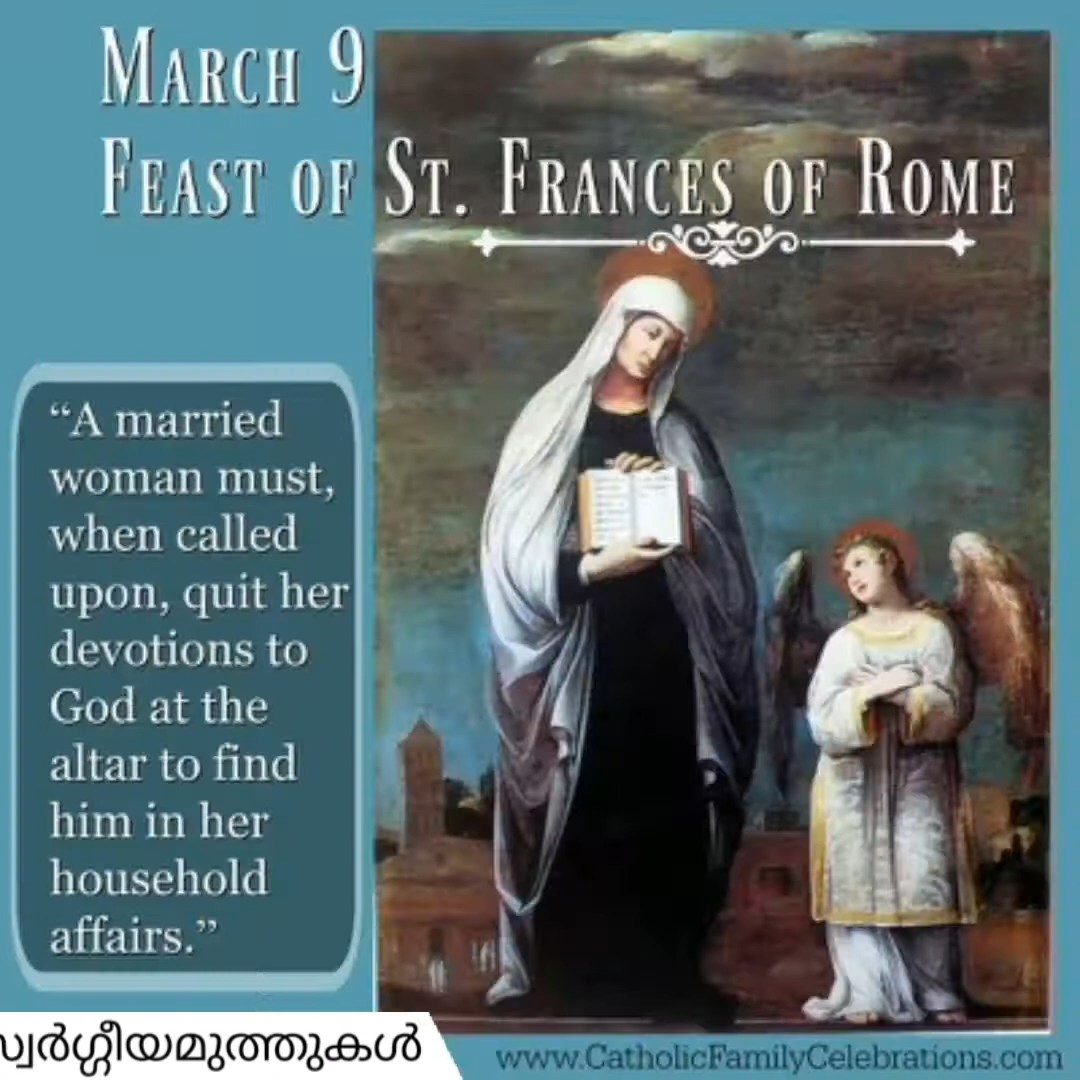 MARCH 9
FEAST OF ST. FRANCES OF ROME
“A married
woman must,
when called
upon, quit her
devotions to
God at the
altar to find
him in her
household
affairs.”
സ്വർഗ്ഗീയമുത്തുകൾ
www.CatholicFamilyCelebrations.com